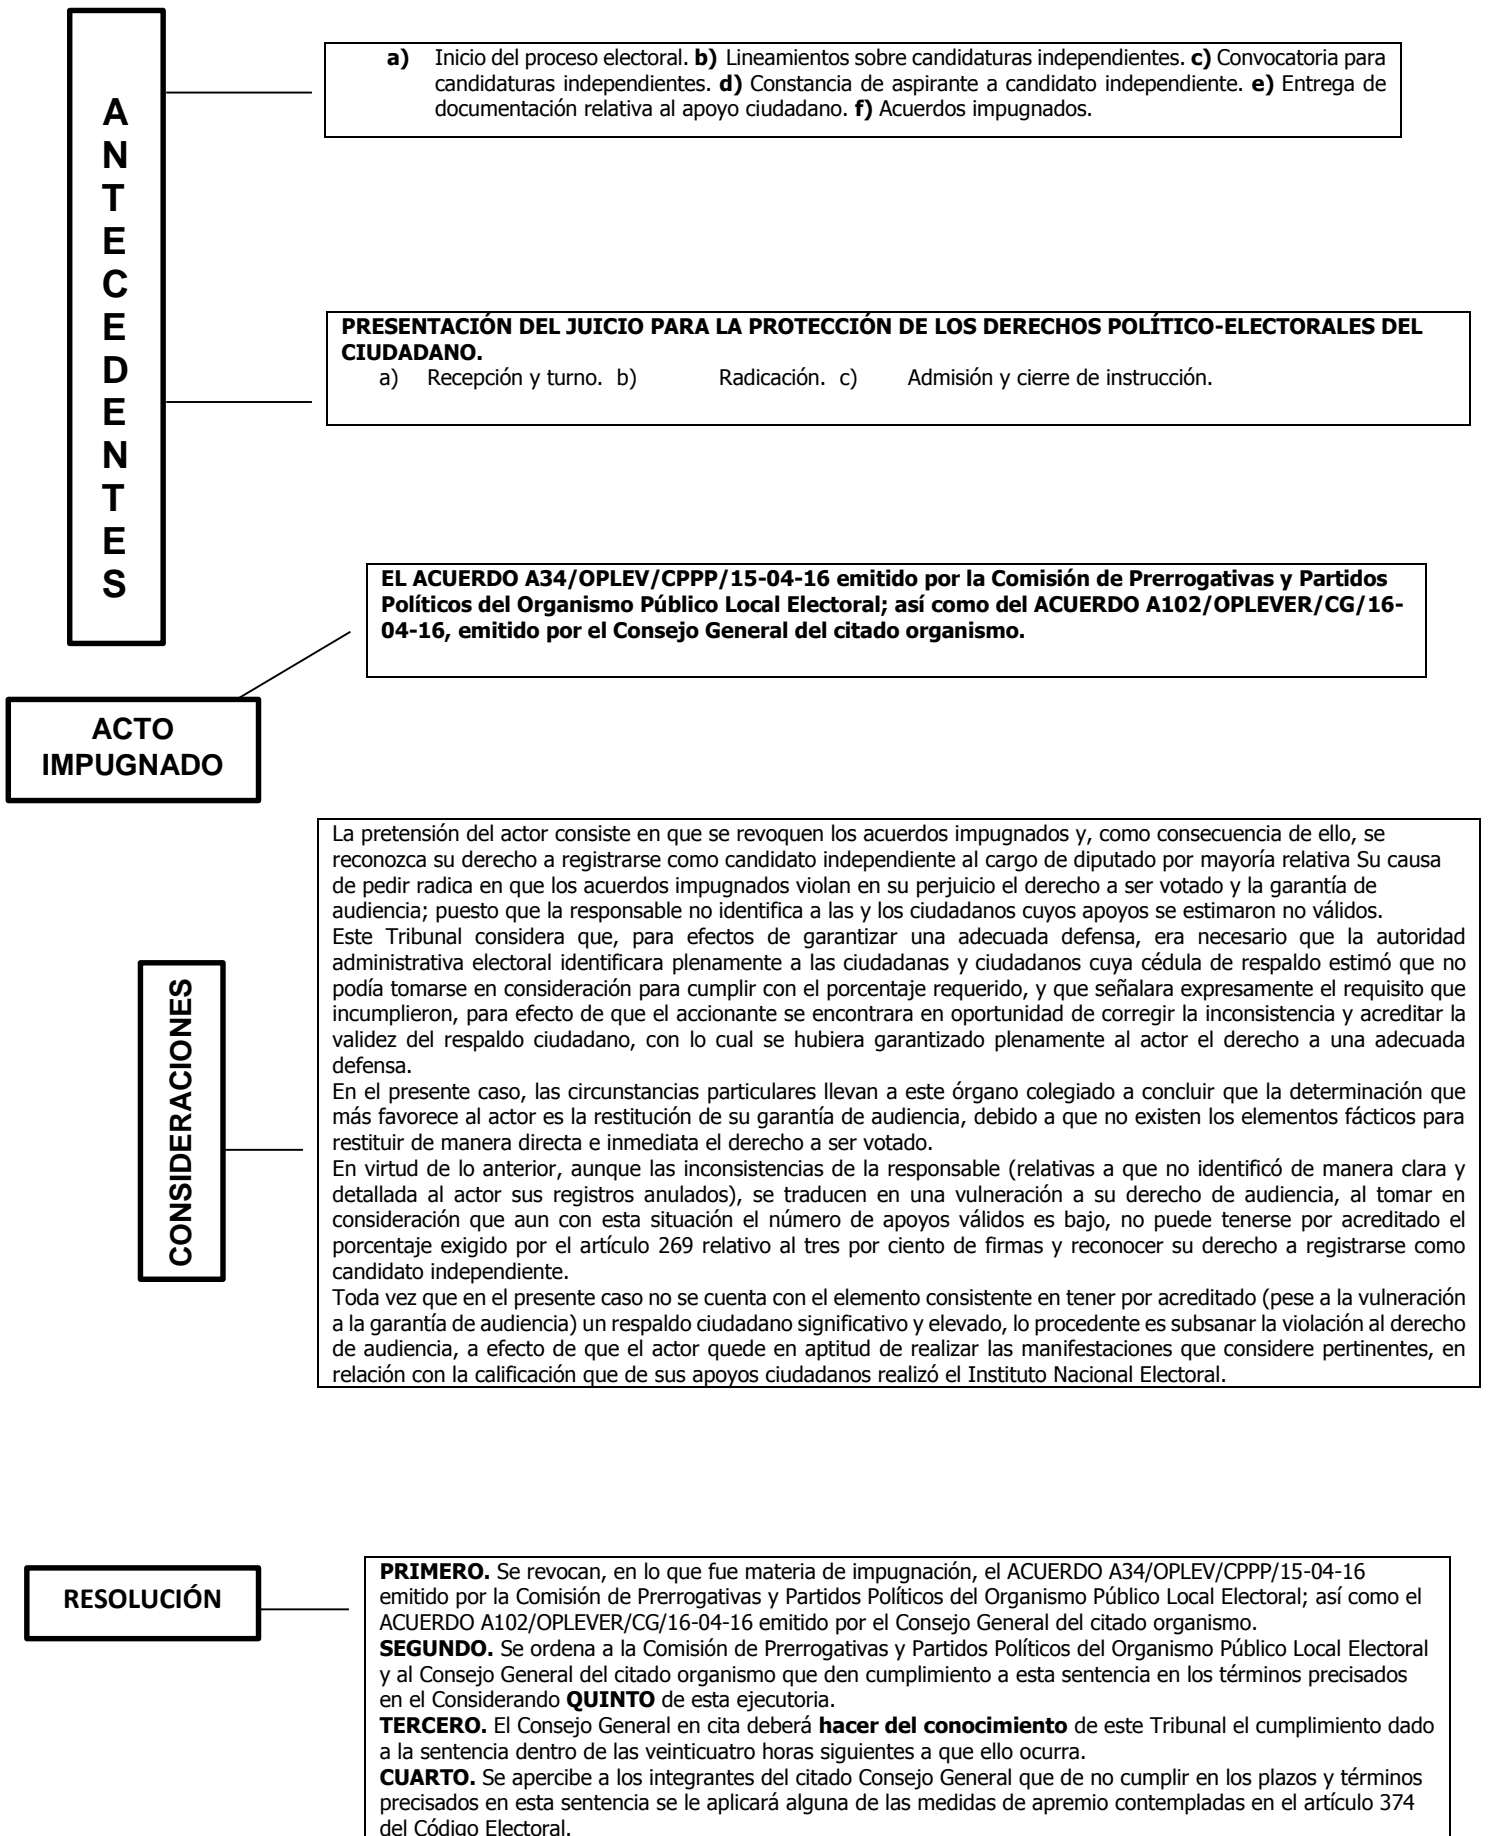 ANTECEDENTES
a) Inicio del proceso electoral. b) Lineamientos sobre candidaturas independientes. c) Convocatoria para
candidaturas independientes. d) Constancia de aspirante a candidato independiente. e) Entrega de
documentación relativa al apoyo ciudadano. f) Acuerdos impugnados.
PRESENTACIÓN DEL JUICIO PARA LA PROTECCIÓN DE LOS DERECHOS POLÍTICO-ELECTORALES DEL
CIUDADANO.
a) Recepción y turno. b) Radicación. c) Admisión y cierre de instrucción.
ACTO
IMPUGNADO
EL ACUERDO A34/OPLEV/CPPP/15-04-16 emitido por la Comisión de Prerrogativas y Partidos
Políticos del Organismo Público Local Electoral; así como del ACUERDO A102/OPLEVER/CG/16-
04-16, emitido por el Consejo General del citado organismo.
CONSIDERACIONES
La pretensión del actor consiste en que se revoquen los acuerdos impugnados y, como consecuencia de ello, se
reconozca su derecho a registrarse como candidato independiente al cargo de diputado por mayoría relativa Su causa
de pedir radica en que los acuerdos impugnados violan en su perjuicio el derecho a ser votado y la garantía de
audiencia; puesto que la responsable no identifica a las y los ciudadanos cuyos apoyos se estimaron no válidos.
Este Tribunal considera que, para efectos de garantizar una adecuada defensa, era necesario que la autoridad
administrativa electoral identificara plenamente a las ciudadanas y ciudadanos cuya cédula de respaldo estimó que no
podía tomarse en consideración para cumplir con el porcentaje requerido, y que señalara expresamente el requisito que
incumplieron, para efecto de que el accionante se encontrara en oportunidad de corregir la inconsistencia y acreditar la
validez del respaldo ciudadano, con lo cual se hubiera garantizado plenamente al actor el derecho a una adecuada
defensa.
En el presente caso, las circunstancias particulares llevan a este órgano colegiado a concluir que la determinación que
más favorece al actor es la restitución de su garantía de audiencia, debido a que no existen los elementos fácticos para
restituir de manera directa e inmediata el derecho a ser votado.
En virtud de lo anterior, aunque las inconsistencias de la responsable (relativas a que no identificó de manera clara y
detallada al actor sus registros anulados), se traducen en una vulneración a su derecho de audiencia, al tomar en
consideración que aun con esta situación el número de apoyos válidos es bajo, no puede tenerse por acreditado el
porcentaje exigido por el artículo 269 relativo al tres por ciento de firmas y reconocer su derecho a registrarse como
candidato independiente.
Toda vez que en el presente caso no se cuenta con el elemento consistente en tener por acreditado (pese a la vulneración
a la garantía de audiencia) un respaldo ciudadano significativo y elevado, lo procedente es subsanar la violación al derecho
de audiencia, a efecto de que el actor quede en aptitud de realizar las manifestaciones que considere pertinentes, en
relación con la calificación que de sus apoyos ciudadanos realizó el Instituto Nacional Electoral.
RESOLUCIÓN
PRIMERO. Se revocan, en lo que fue materia de impugnación, el ACUERDO A34/OPLEV/CPPP/15-04-16
emitido por la Comisión de Prerrogativas y Partidos Políticos del Organismo Público Local Electoral; así como el
ACUERDO A102/OPLEVER/CG/16-04-16 emitido por el Consejo General del citado organismo.
SEGUNDO. Se ordena a la Comisión de Prerrogativas y Partidos Políticos del Organismo Público Local Electoral
y al Consejo General del citado organismo que den cumplimiento a esta sentencia en los términos precisados
en el Considerando QUINTO de esta ejecutoria.
TERCERO. El Consejo General en cita deberá hacer del conocimiento de este Tribunal el cumplimiento dado
a la sentencia dentro de las veinticuatro horas siguientes a que ello ocurra.
CUARTO. Se apercibe a los integrantes del citado Consejo General que de no cumplir en los plazos y términos
precisados en esta sentencia se le aplicará alguna de las medidas de apremio contempladas en el artículo 374
del Código Electoral.